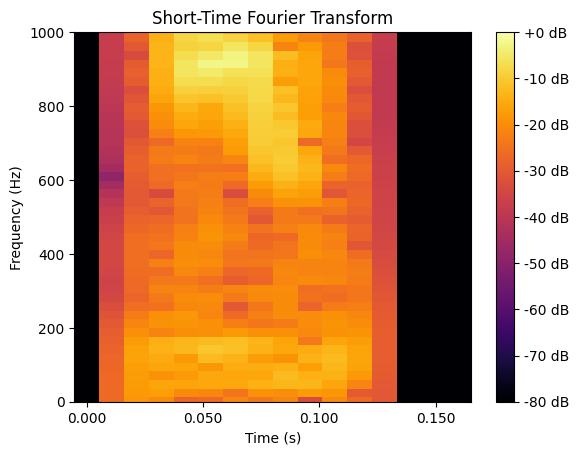 Short-Time Fourier Transform
1000
800
600
400
200
0
Frequency (Hz)
0.000
0.050
0.100
0.150
Time (s)
+0 dB
-10 dB
-20 dB
-30 dB
-40 dB
-50 dB
-60 dB
-70 dB
-80 dB